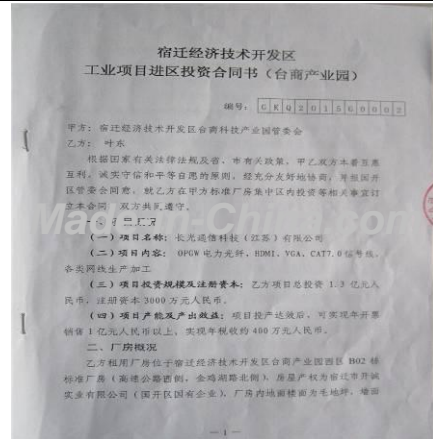 宿迁经济技术开发区
工业项目进区投资合同书（台商产业园）
编号：GKQ2015G0002
甲方：宿迁经济技术开发区台商科技产业园管委会
乙方：叶东
根据国家有关法律法规及省、市有关政策，甲乙双方本着互惠
互利、诚实守信和平等自愿的原则，经充分友好地协商，并报国开
区管委会同意，就乙方在甲方标准厂房集中区内投资等相关事宜订
立本合同，双方共同遵守。
一、项目概况
（一）项目名称：长光通信科技（江苏）有限公司
（二）项目内容：OPGW电力光纤，HDMI、VGA、CAT7.0信号线，
各类网线生产加工
（三）项目投资规模及注册资本：乙方项目总投资1.3亿元人
民币，注册资本3000万元人民币。
（四）项目产能及产出效益：项目投产达效后，可实现年开票
销售1亿元人民币以上，实现年税收约400万元人民币。
二、厂房概况
乙方租用厂房位于宿迁经济技术开发区台商产业园西区B02栋
标准厂房（高速公路西侧，金鸡湖路北侧），房屋产权为宿迁市开诚
实业有限公司（国开区国有企业），厂房内地面楼面为毛地坪，墙面
— 1 —
Made-in-China.com